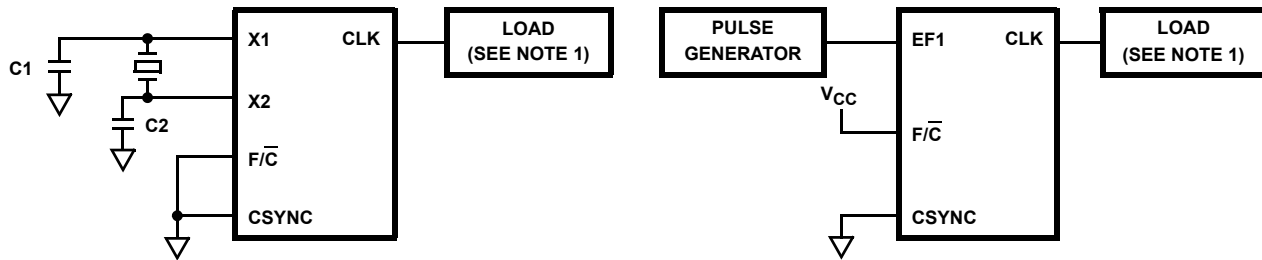 X1
CLK
LOAD
(SEE NOTE 1)
C1
X2
C2
F/C̅
CSYNC
PULSE
GENERATOR
EF1
CLK
LOAD
(SEE NOTE 1)
VCC
F/C̅
CSYNC